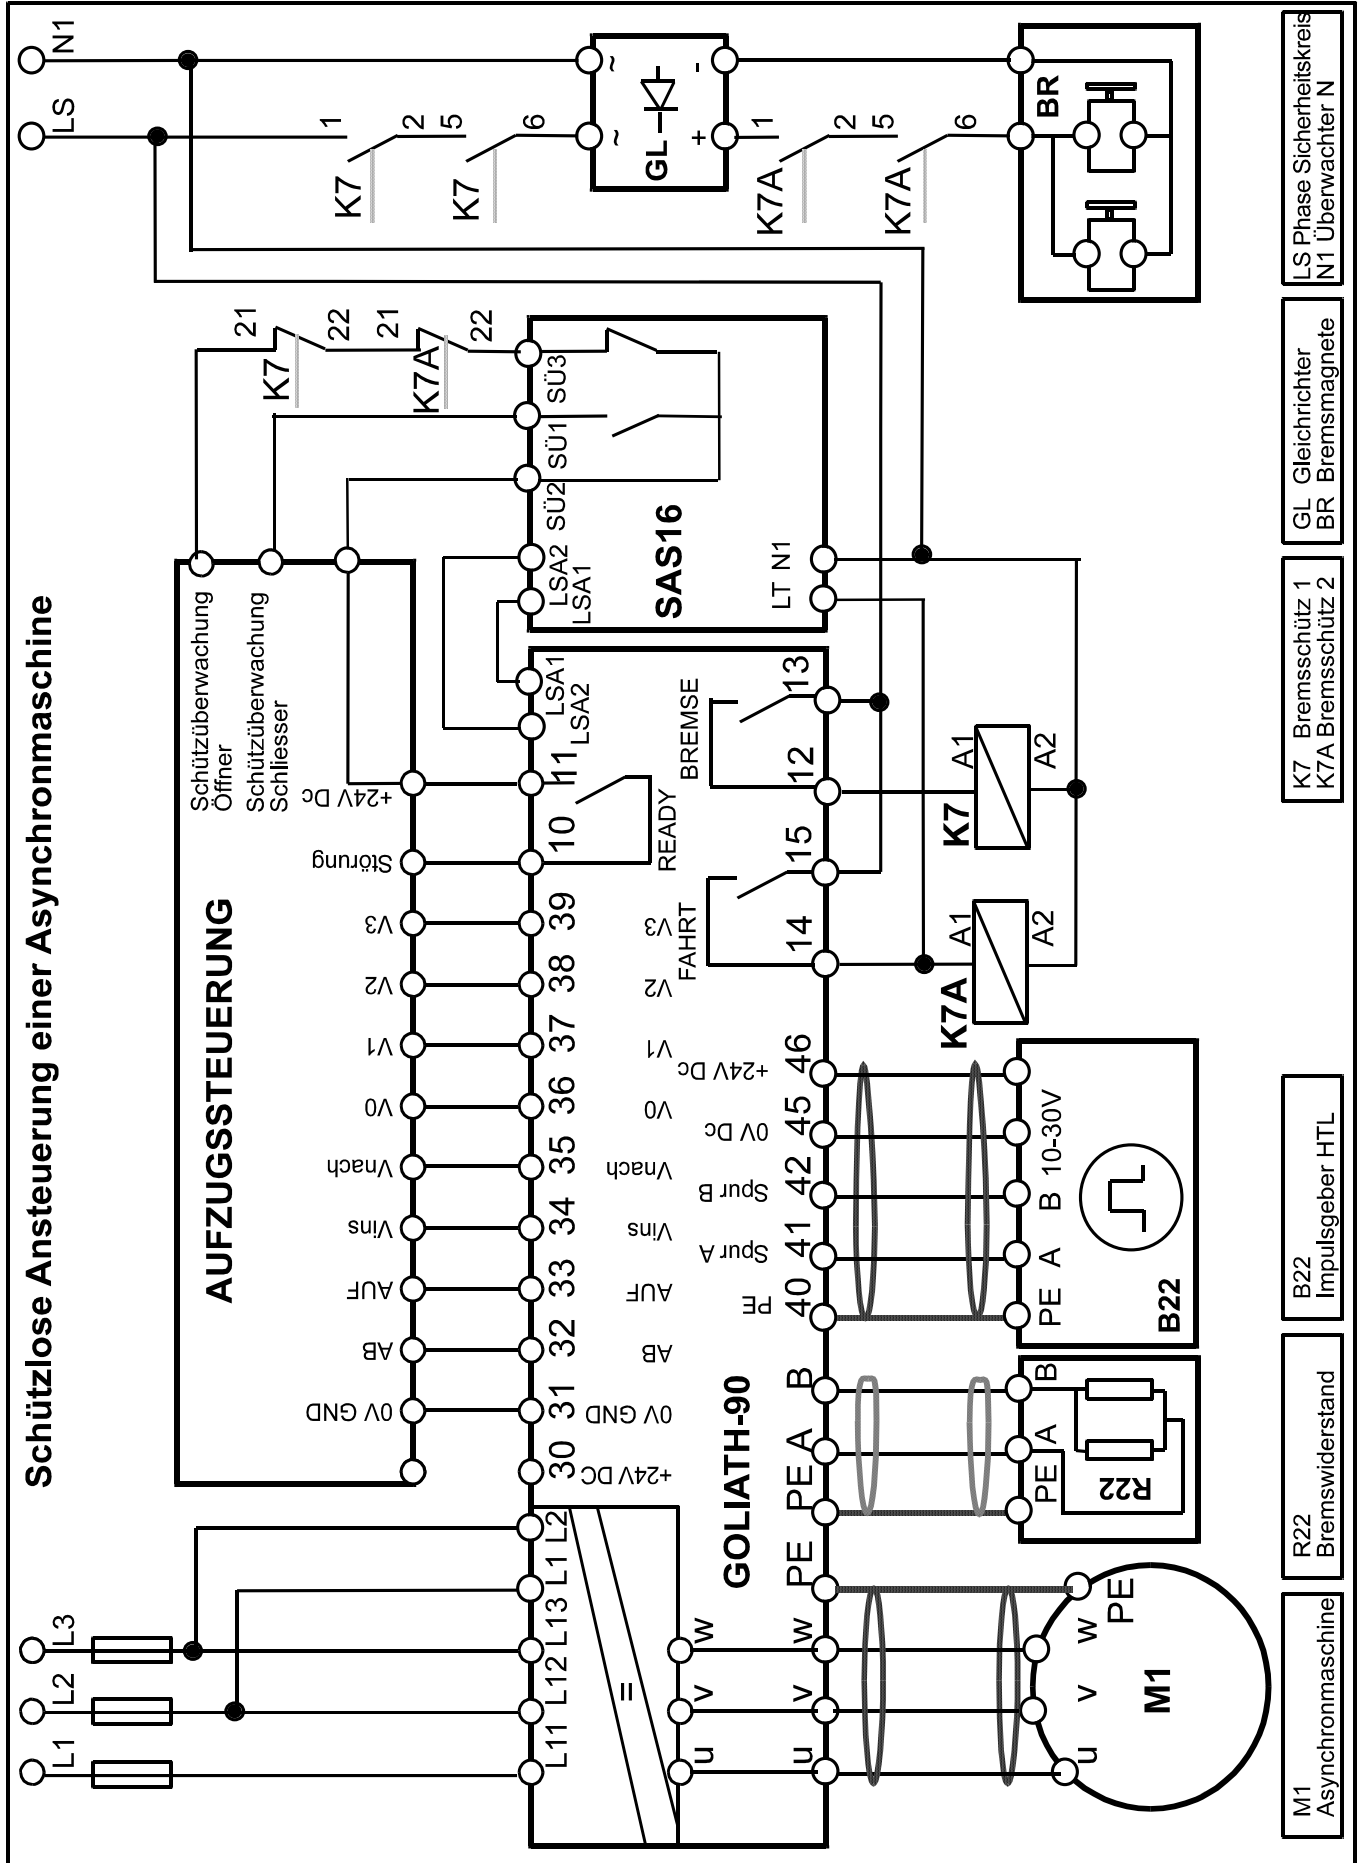 Schützlose Ansteuerung einer Asynchronmaschine
L1
L2
L3
LS
N1
AUFZUGSSTEUERUNG
0V GND
AB
AUF
Vins
Vnach
V0
V1
V2
V3
Störung
+24V Dc
Schützüberwachung
Öffner
Schützüberwachung
Schliesser
K7
21
22
K7A
21
22
K7
1
2
K7
5
6
L11
L12
L13
L1
L2
30
31
32
33
34
35
36
37
38
39
10
11
LSA2
LSA1
LSA1
LSA2
SÜ2
SÜ1
SÜ3
~
~
GL
+
-
+24V DC
0V GND
AB
AUF
Vins
Vnach
V0
V1
V2
V3
READY
SAS16
LT
N1
=
u
v
w
GOLIATH-90
PE
Spur A
Spur B
0V Dc
+24V Dc
FAHRT
BREMSE
u
v
w
PE
PE
A
B
40
41
42
45
46
14
15
12
13
K7A
1
2
K7A
5
6
K7A
A1
A2
K7
A1
A2
BR
M1
u
v
w
PE
R22
PE
A
B
B22
PE
A
B
10-30V
M1
Asynchronmaschine
R22
Bremswiderstand
B22
Impulsgeber HTL
K7 Bremsschütz 1
K7A Bremsschütz 2
GL Gleichrichter
BR Bremsmagnete
LS Phase Sicherheitskreis
N1 Überwachter N